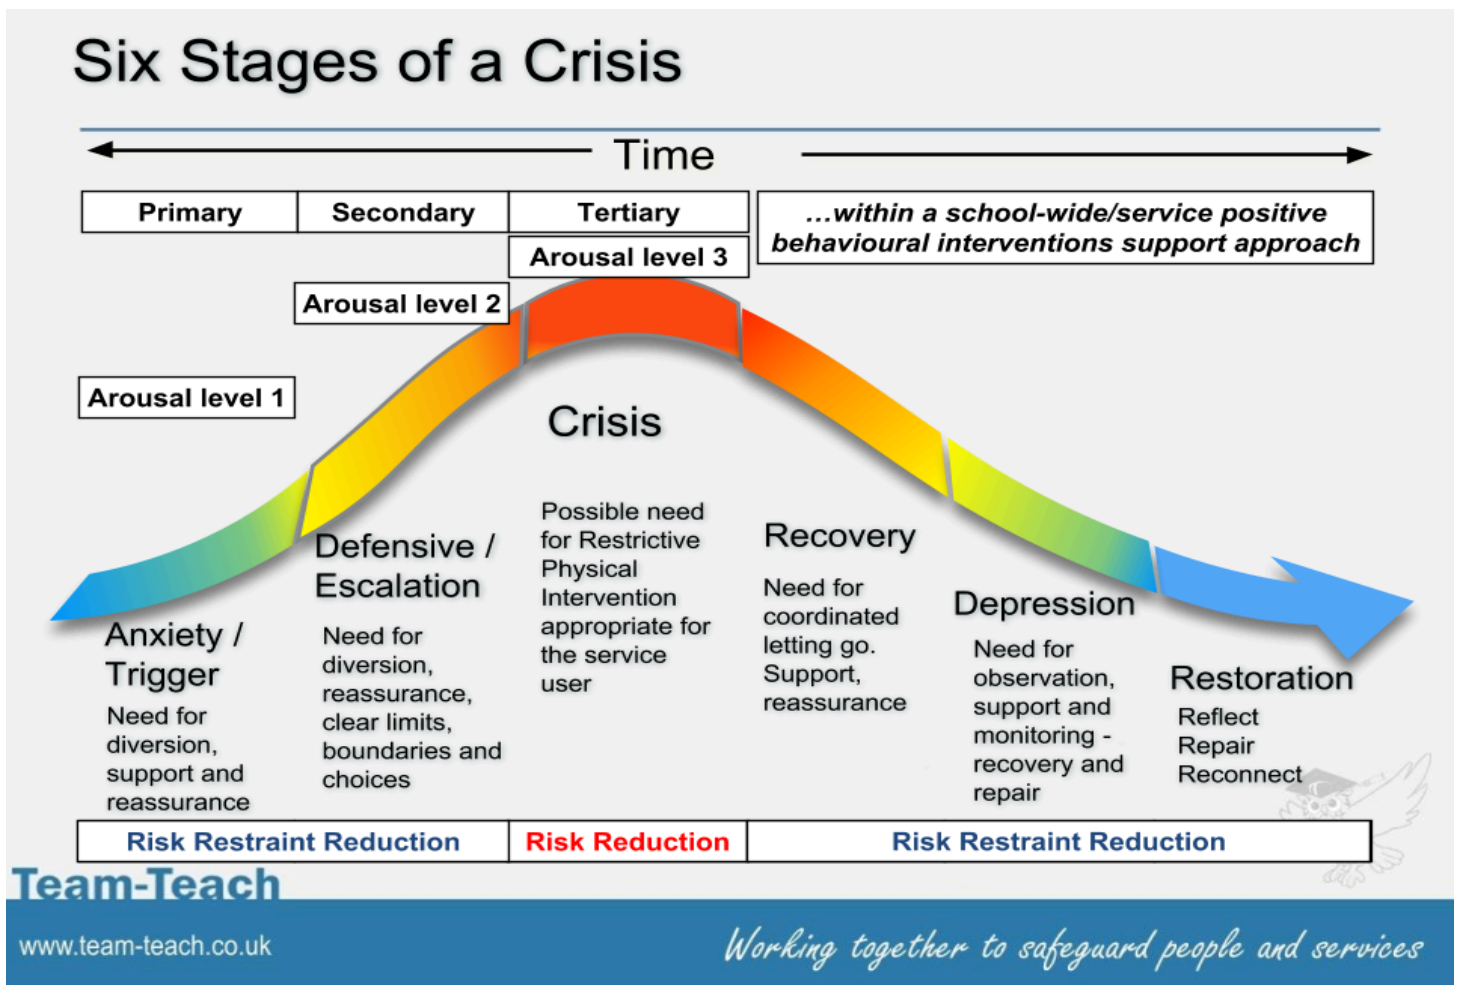 Six Stages of a Crisis
Time
Primary
Secondary
Tertiary
...within a school-wide/service positive
behavioural interventions support approach
Arousal level 3
Arousal level 2
Arousal level 1
Anxiety /
Trigger
Need for
diversion,
support and
reassurance
Defensive /
Escalation
Need for
diversion,
reassurance,
clear limits,
boundaries and
choices
Crisis
Possible need
for Restrictive
Physical
Intervention
appropriate for
the service
user
Recovery
Need for
coordinated
letting go.
Support,
reassurance
Depression
Need for
observation,
support and
monitoring -
recovery and
repair
Restoration
Reflect
Repair
Reconnect
Risk Restraint Reduction
Risk Reduction
Risk Restraint Reduction
Team-Teach
www.team-teach.co.uk
Working together to safeguard people and services